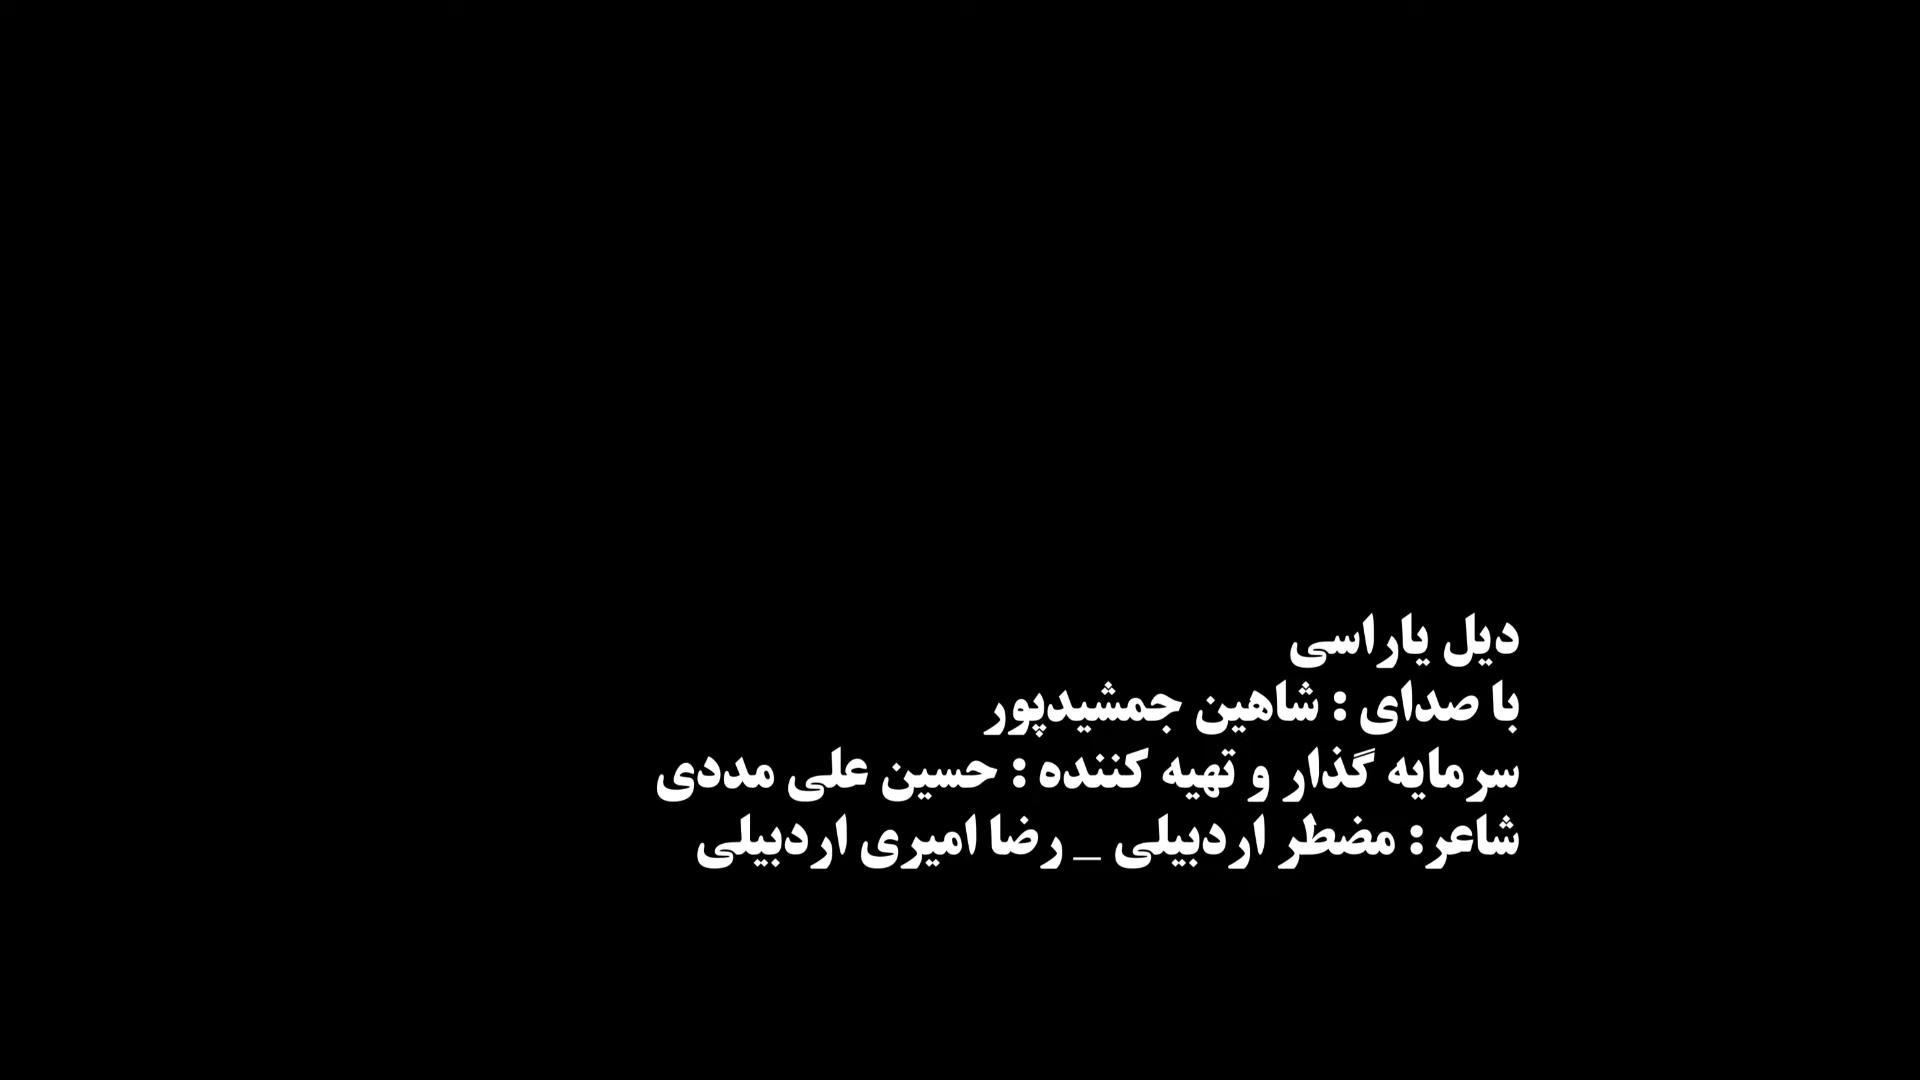 دیل یاراسی
با صدای : شاهین جمشیدپور
سرمایه گذار و تهیه کننده : حسین علی مددی
شاعر: مضطر اردبیلی _ رضا امیری اردبیلی